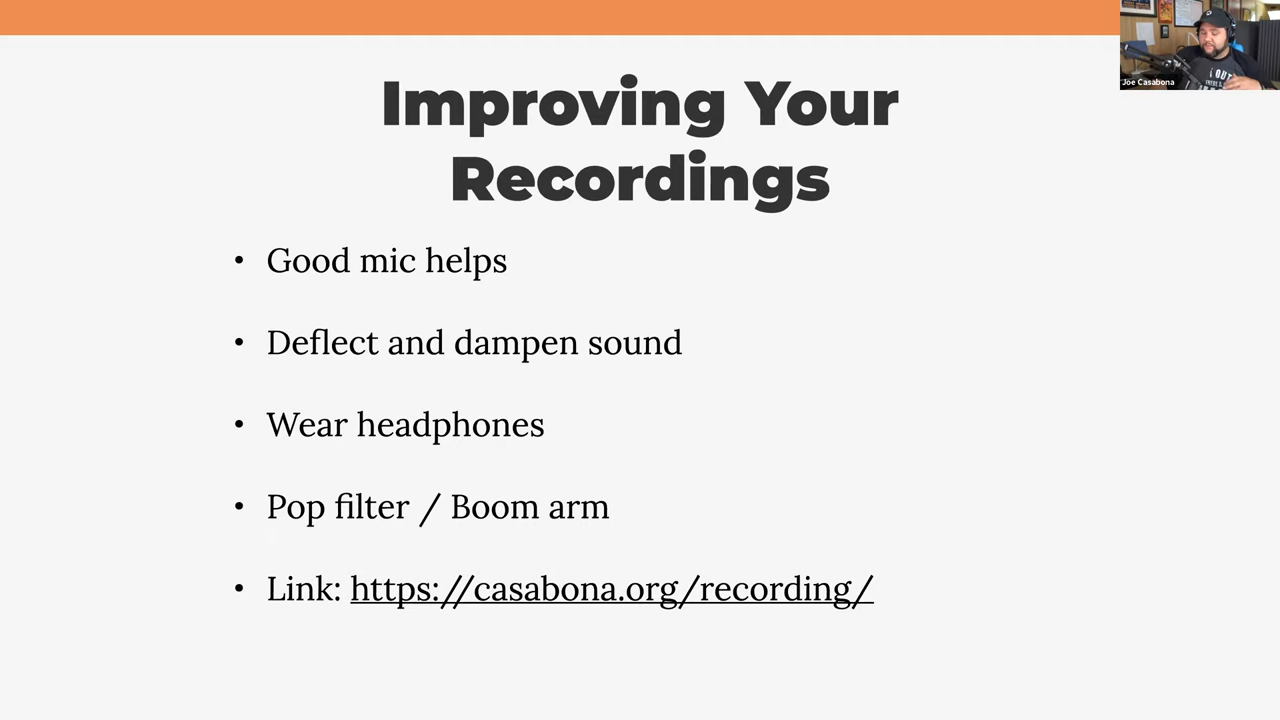 Improving Your
Recordings
• Good mic helps
• Deflect and dampen sound
• Wear headphones
• Pop filter / Boom arm
• Link: https://casabona.org/recording/
Joe Casabona